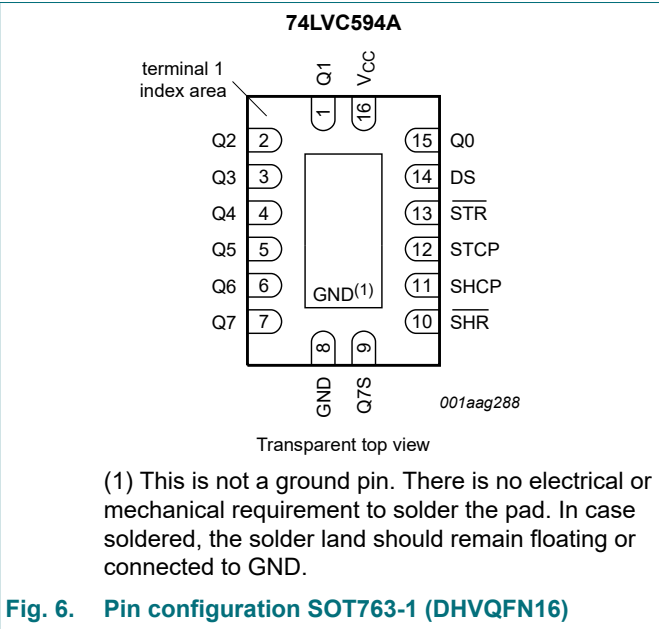 74LVC594A
terminal 1
index area
Q1 VCC
1 16
Q2 2 15 Q0
Q3 3 14 DS
Q4 4 13 S̅T̅R̅
Q5 5 12 STCP
Q6 6 11 SHCP
GND(1)
Q7 7 10 S̅H̅R̅
8 9
GND Q7S
001aag288
Transparent top view
(1) This is not a ground pin. There is no electrical or
mechanical requirement to solder the pad. In case
soldered, the solder land should remain floating or
connected to GND.
Fig. 6. Pin configuration SOT763-1 (DHVQFN16)